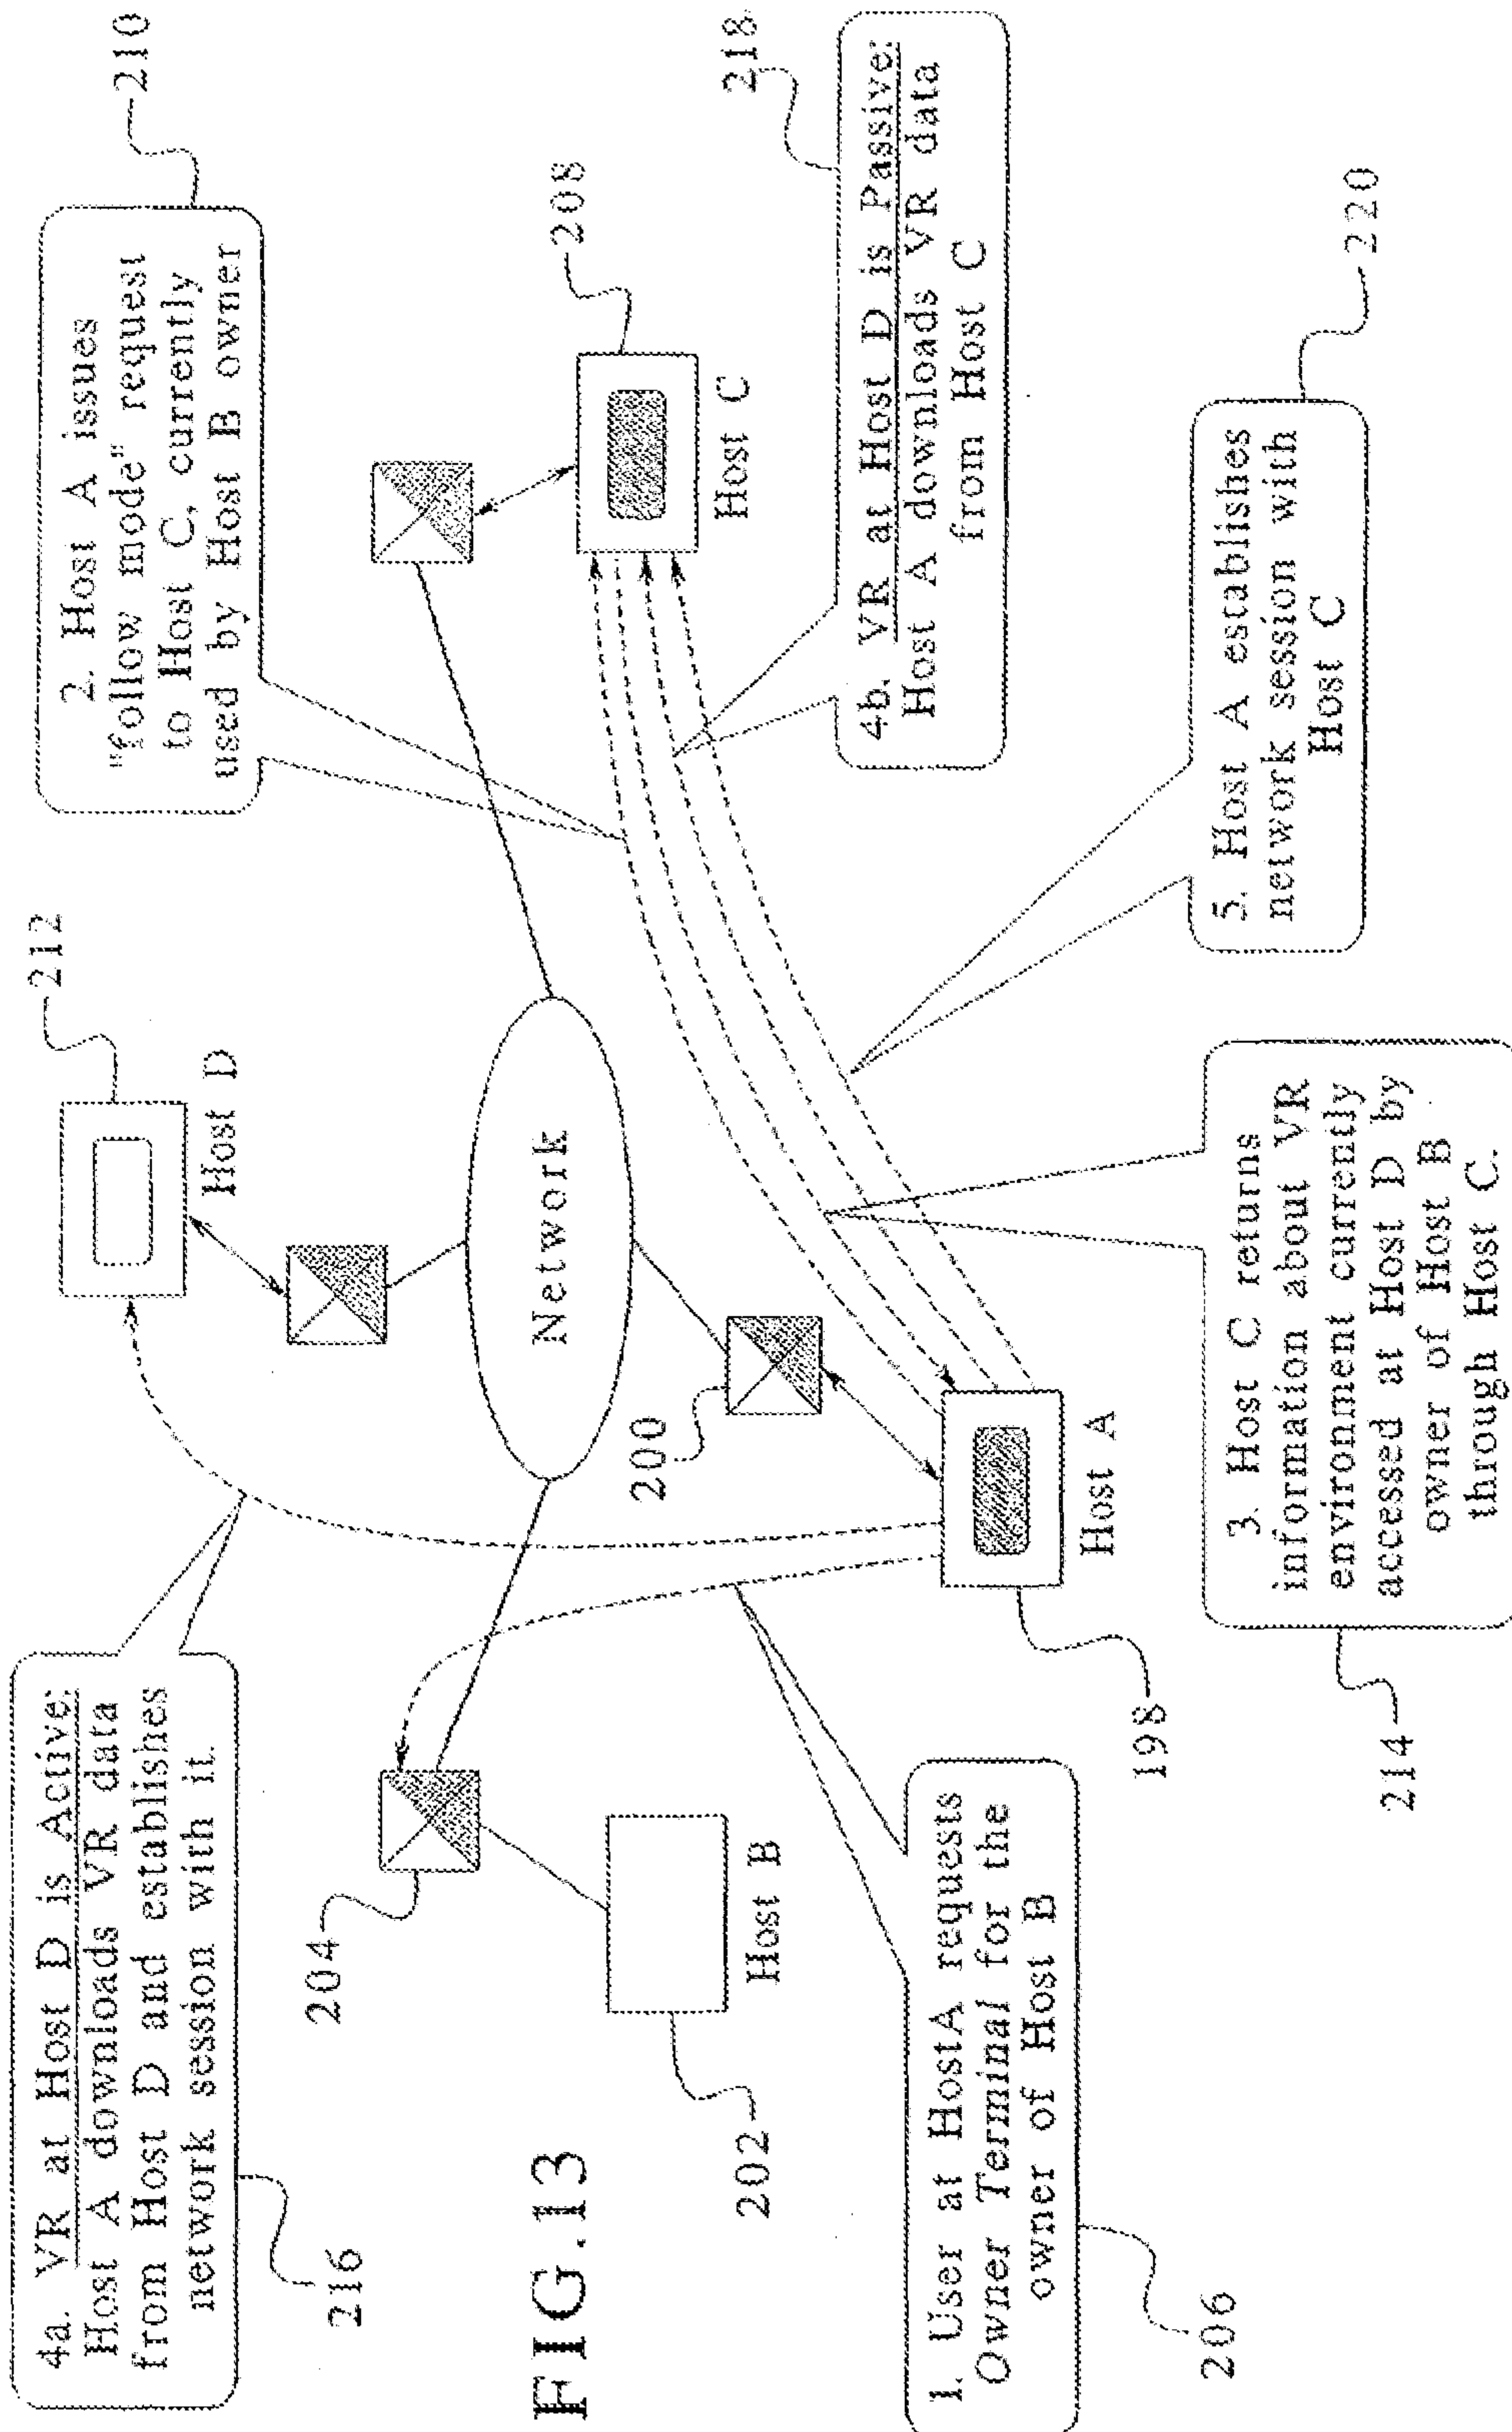 4a. VR at Host D is Active:
Host A downloads VR data
from Host D and establishes
network session with it.
216
2. Host A issues
"follow mode" request
to Host C, currently
used by Host B owner
210
212
Host D
204
Host B
202
Network
200
208
Host C
4b. VR at Host D is Passive:
Host A downloads VR data
from Host C
218
FIG.13
1. User at HostA requests
Owner Terminal for the
owner of Host B
206
Host A
198
3. Host C returns
information about VR
environment currently
accessed at Host D by
owner of Host B
through Host C.
214
5. Host A establishes
network session with
Host C
220